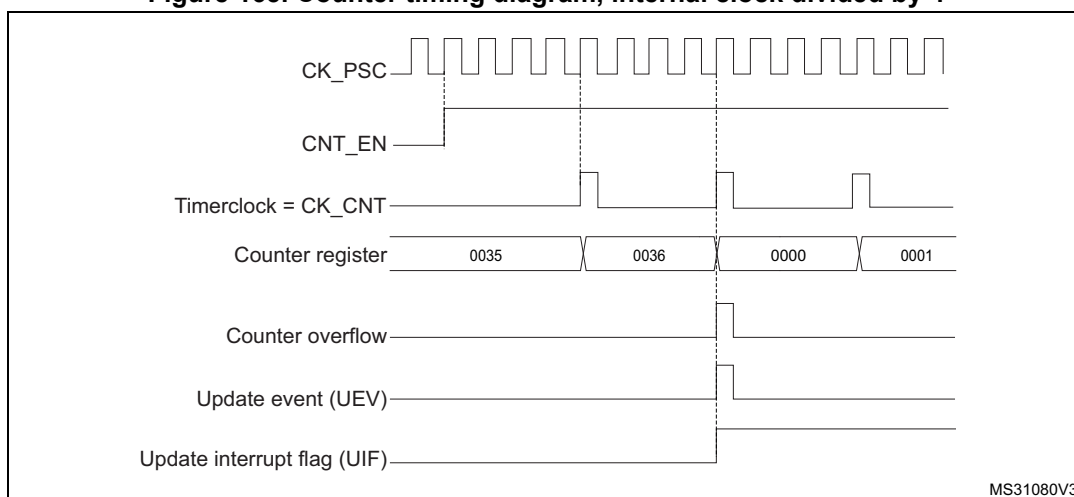 CK_PSC
CNT_EN
Timerclock = CK_CNT
Counter register 0035 0036 0000 0001
Counter overflow
Update event (UEV)
Update interrupt flag (UIF)
MS31080V3